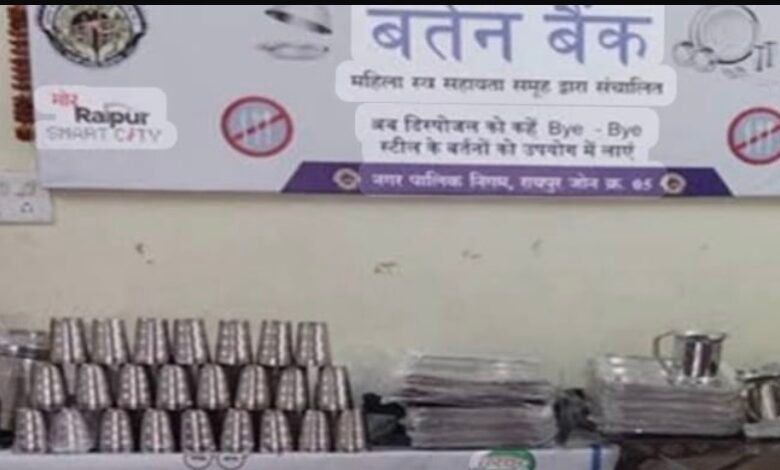 बर्तन बैंक
महिला स्व सहायता समूह द्वारा संचालित
मोर
Raipur
SMART CITY
अब डिस्पोजल को कहें Bye - Bye
स्टील के बर्तनों को उपयोग में लाएं
नगर पालिक निगम, रायपुर जोन क्र. 05